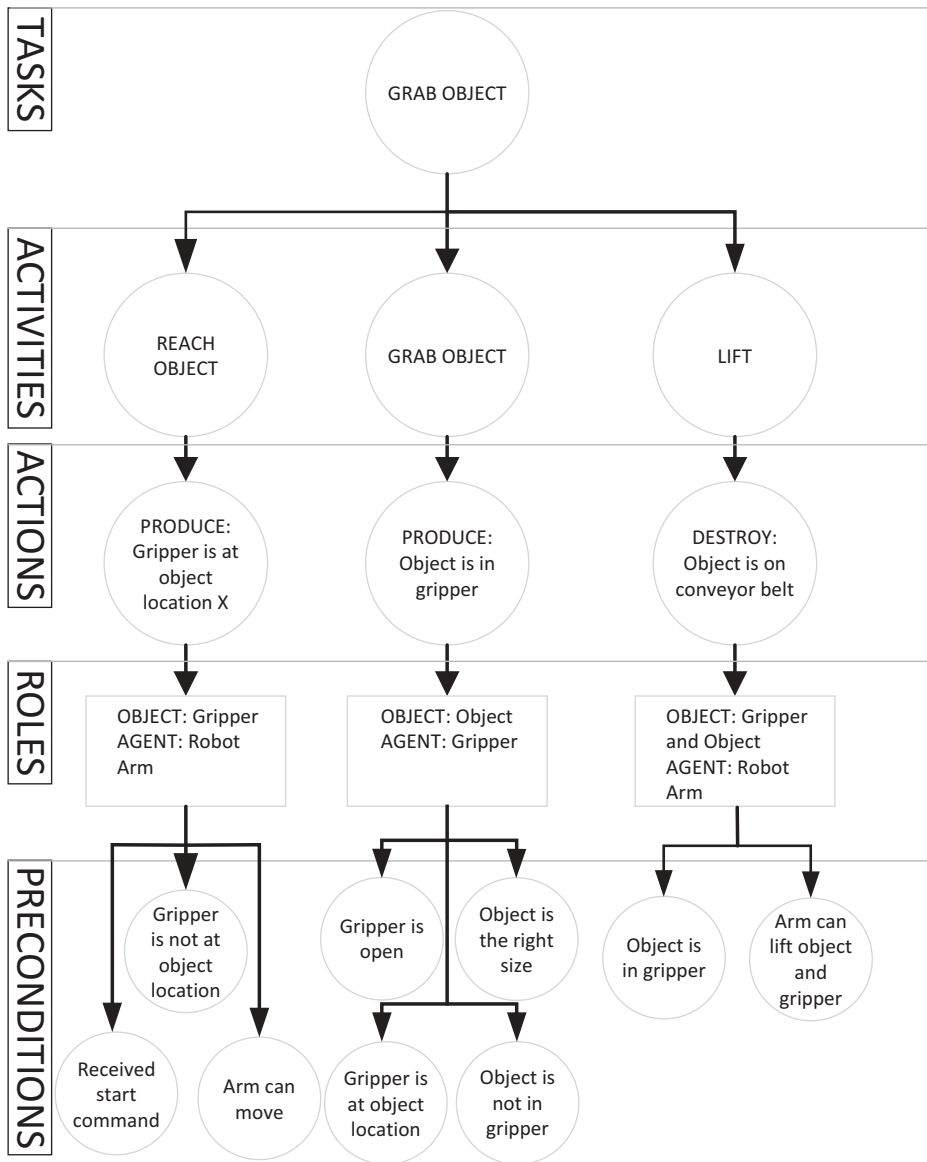 TASKS
GRAB OBJECT
ACTIVITIES
REACH
OBJECT
GRAB OBJECT
LIFT
ACTIONS
PRODUCE:
Gripper is at
object
location X
PRODUCE:
Object is in
gripper
DESTROY:
Object is on
conveyor belt
ROLES
OBJECT: Gripper
AGENT: Robot
Arm
OBJECT: Object
AGENT: Gripper
OBJECT: Gripper
and Object
AGENT: Robot
Arm
PRECONDITIONS
Received
start
command
Gripper
is not at
object
location
Arm can
move
Gripper is
open
Object is
the right
size
Gripper is
at object
location
Object is
not in
gripper
Object is
in gripper
Arm can
lift object
and
gripper